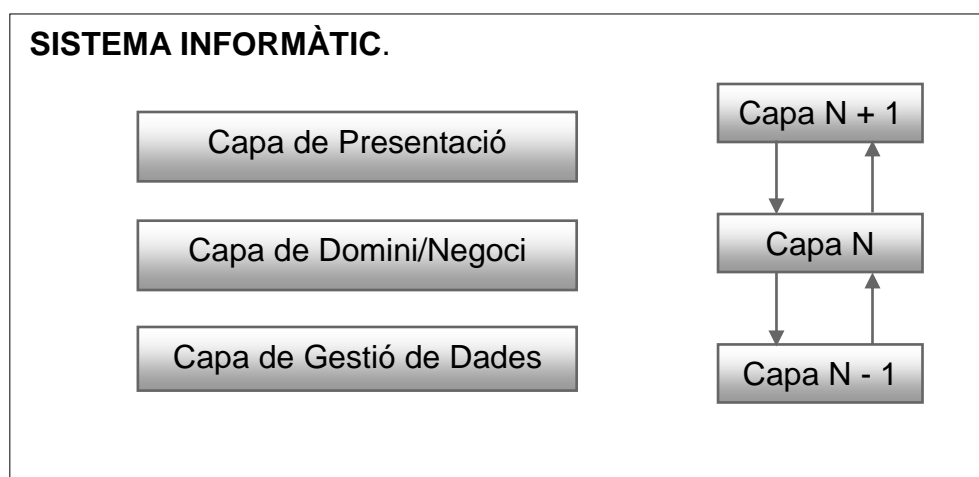 SISTEMA INFORMÀTIC.
Capa de Presentació
Capa de Domini/Negoci
Capa de Gestió de Dades
Capa N + 1
Capa N
Capa N - 1